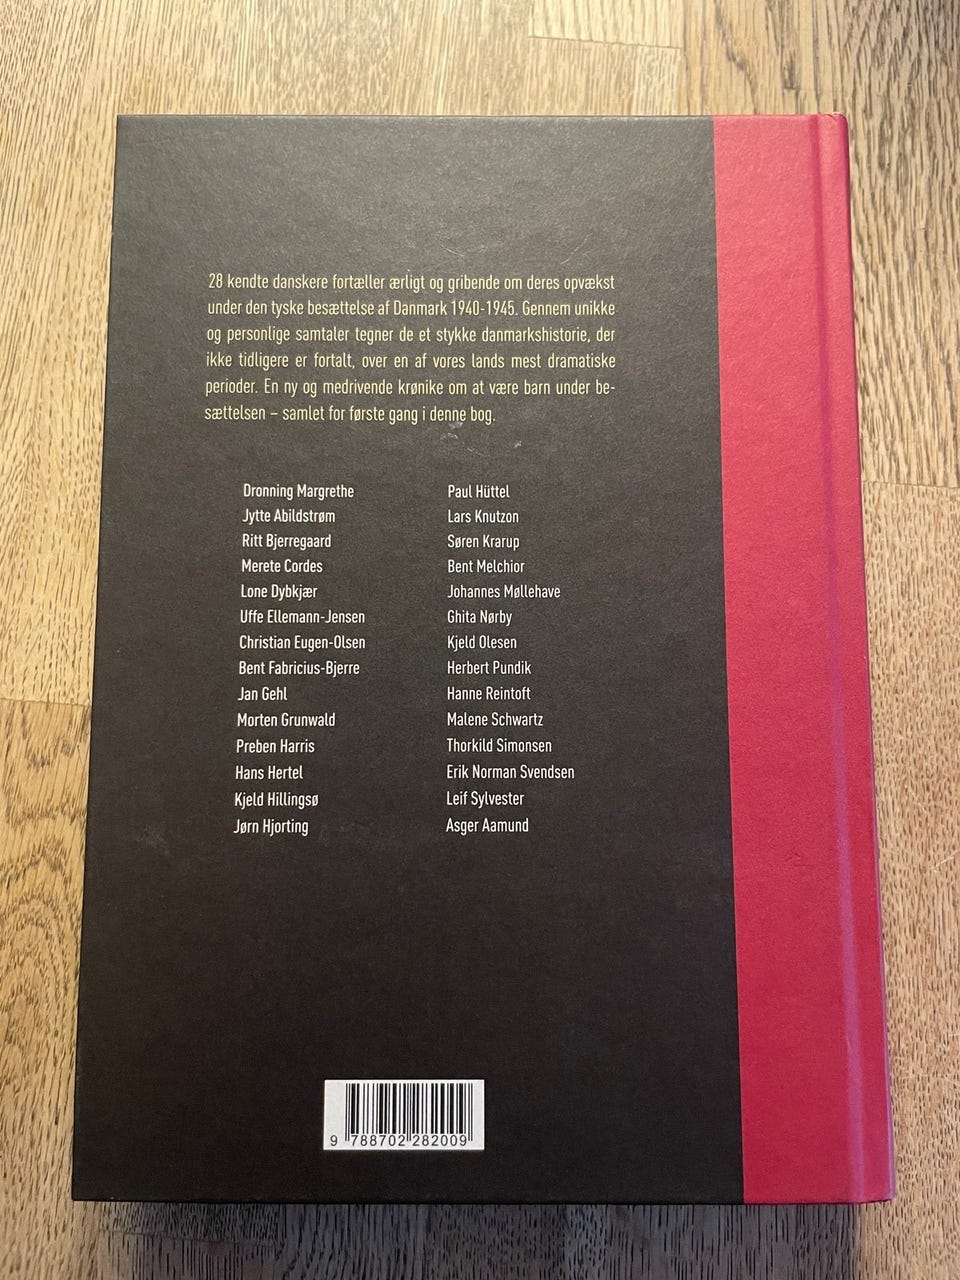 28 kendte danskere fortæller ærligt og gribende om deres opvækst
under den tyske besættelse af Danmark 1940-1945. Gennem unikke
og personlige samtaler tegner de et stykke danmarkshistorie, der
ikke tidligere er fortalt, over en af vores lands mest dramatiske
perioder. En ny og medrivende krønike om at være barn under be-
sættelsen – samlet for første gang i denne bog.
Dronning Margrethe
Jytte Abildstrøm
Ritt Bjerregaard
Merete Cordes
Lone Dybkjær
Uffe Ellemann-Jensen
Christian Eugen-Olsen
Bent Fabricius-Bjerre
Jan Gehl
Morten Grunwald
Preben Harris
Hans Hertel
Kjeld Hillingsø
Jørn Hjorting
Paul Hüttel
Lars Knutzon
Søren Krarup
Bent Melchior
Johannes Møllehave
Ghita Nørby
Kjeld Olesen
Herbert Pundik
Hanne Reintoft
Malene Schwartz
Thorkild Simonsen
Erik Norman Svendsen
Leif Sylvester
Asger Aamund
9 788702 282009